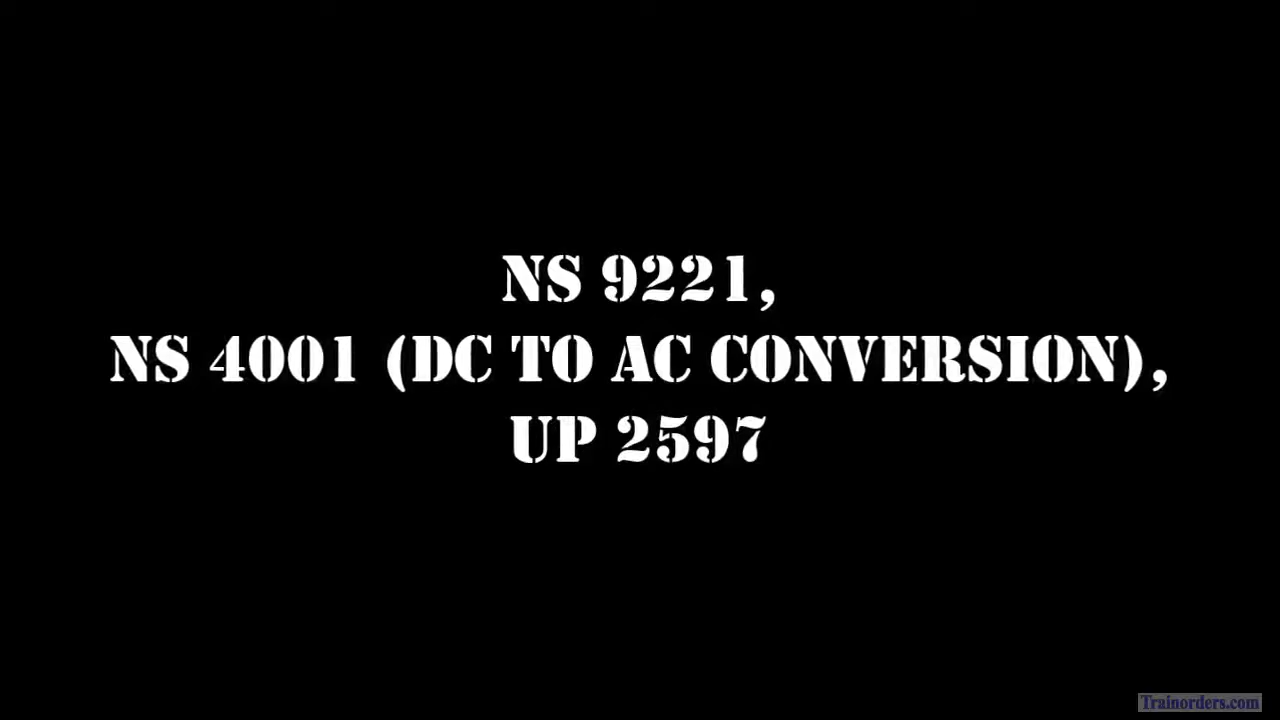 NS 9221,
NS 4001 (DC TO AC CONVERSION),
UP 2597
Trainorders.com